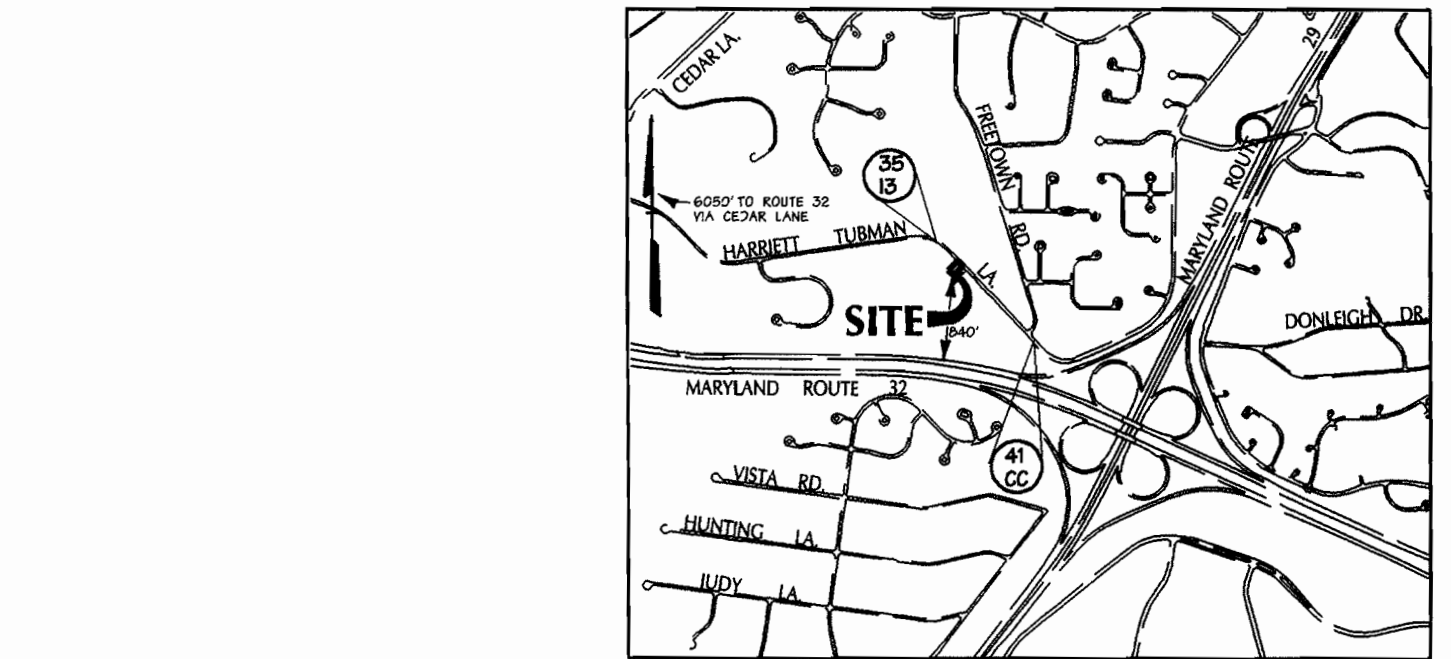 CEDAR LA.
29
FREETOWN RD.
35
13
MARYLAND ROUTE
6050' TO ROUTE 32
VIA CEDAR LANE
HARRIETT TUBMAN LA.
SITE
1840'
DONLEIGH DR.
MARYLAND ROUTE 32
41
CC
VISTA RD.
HUNTING LA.
JUDY LA.